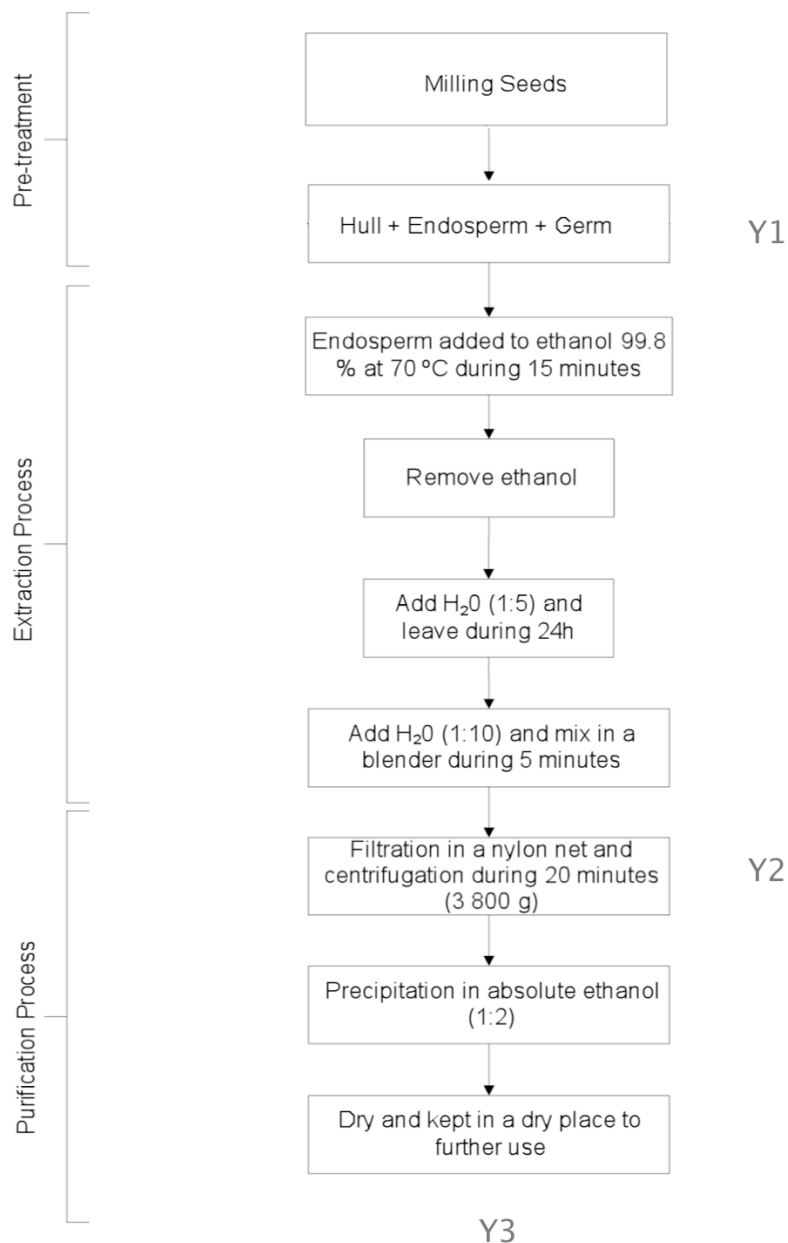 Pre-treatment
Milling Seeds
Hull + Endosperm + Germ
Y1
Extraction Process
Endosperm added to ethanol 99.8
% at 70 ºC during 15 minutes
Remove ethanol
Add H₂0 (1:5) and
leave during 24h
Add H₂0 (1:10) and mix in a
blender during 5 minutes
Purification Process
Filtration in a nylon net and
centrifugation during 20 minutes
(3 800 g)
Y2
Precipitation in absolute ethanol
(1:2)
Dry and kept in a dry place to
further use
Y3